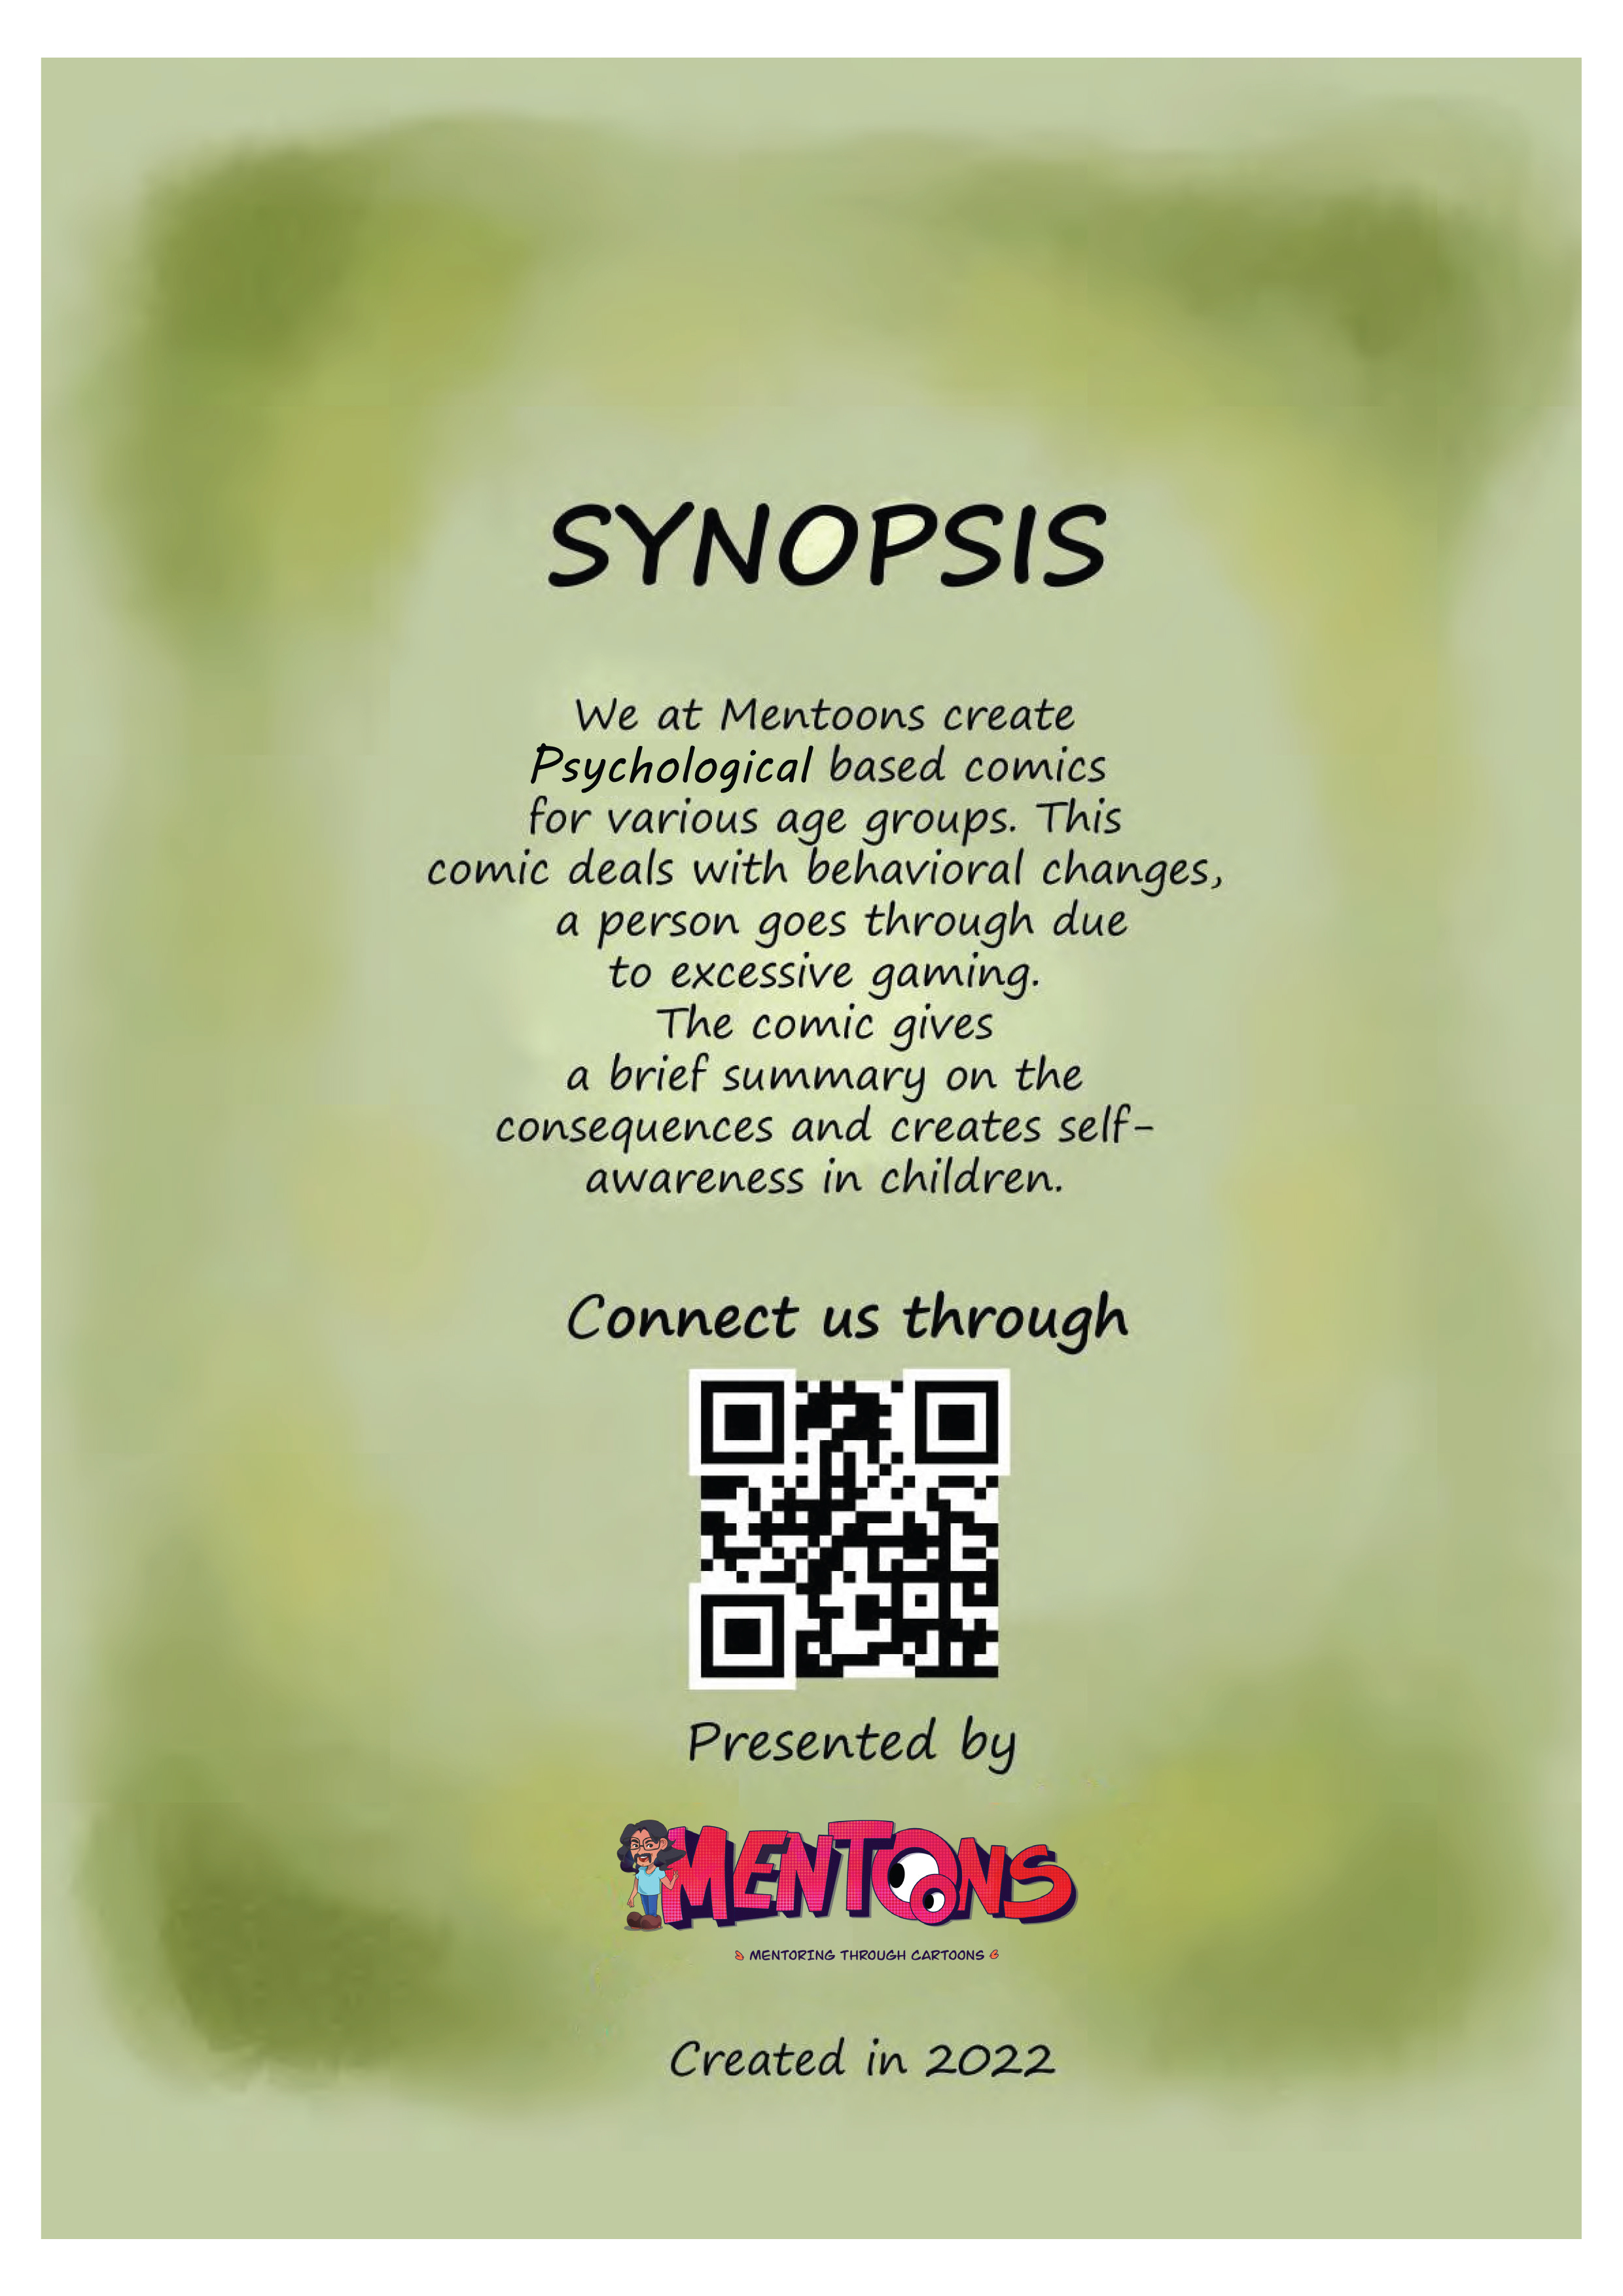 SYNOPSIS
We at Mentoons create
Psychological based comics
for various age groups. This
comic deals with behavioral changes,
a person goes through due
to excessive gaming.
The comic gives
a brief summary on the
consequences and creates self-
awareness in children.
Connect us through
Presented by
MENTOONS
MENTORING THROUGH CARTOONS
Created in 2022